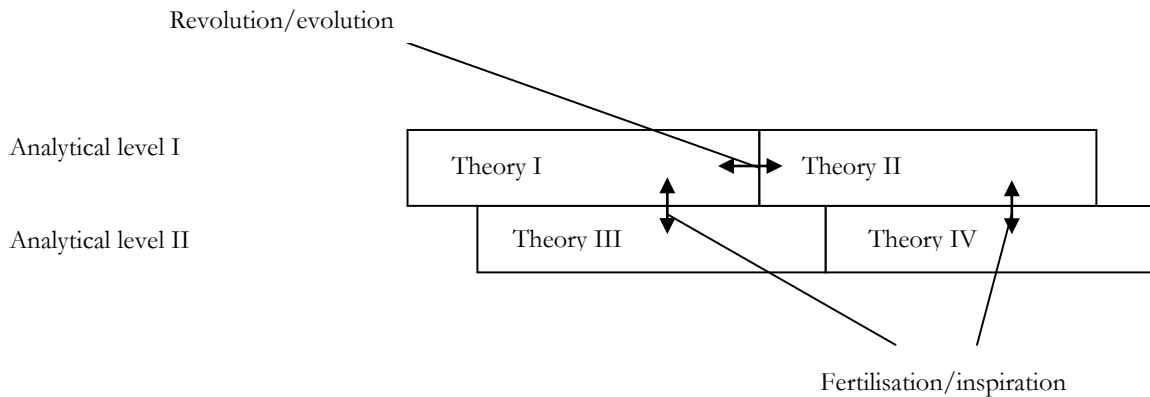 Revolution/evolution
Analytical level I
Theory I
Theory II
Analytical level II
Theory III
Theory IV
Fertilisation/inspiration